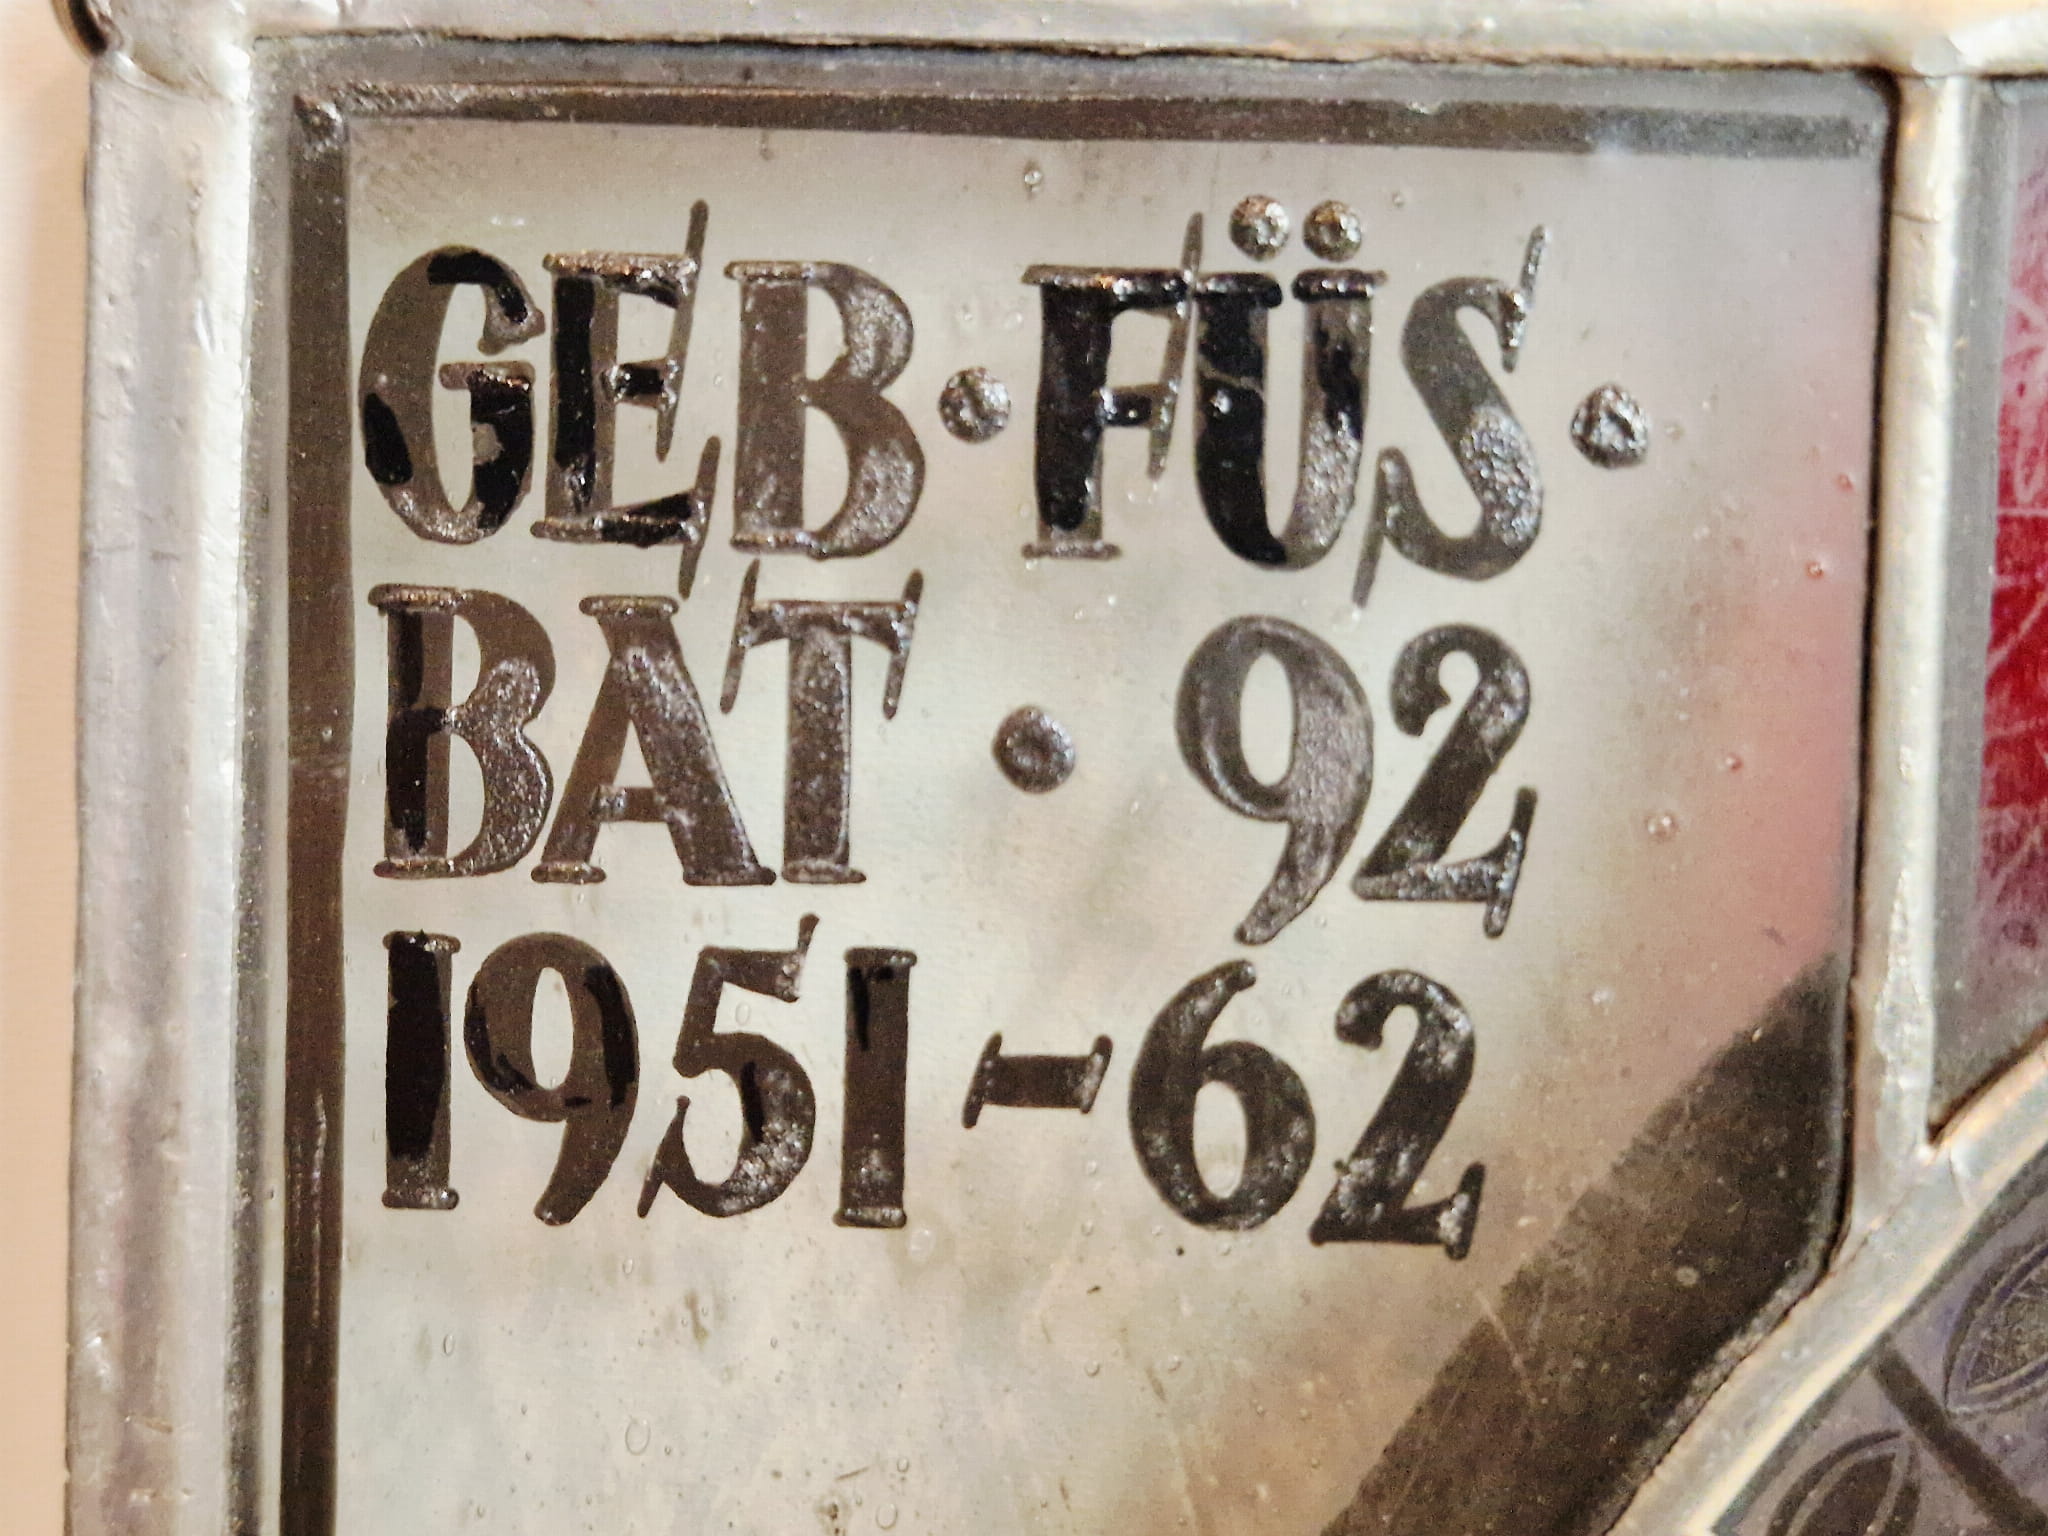 GEB·FÜS·
BAT · 92
1951-62